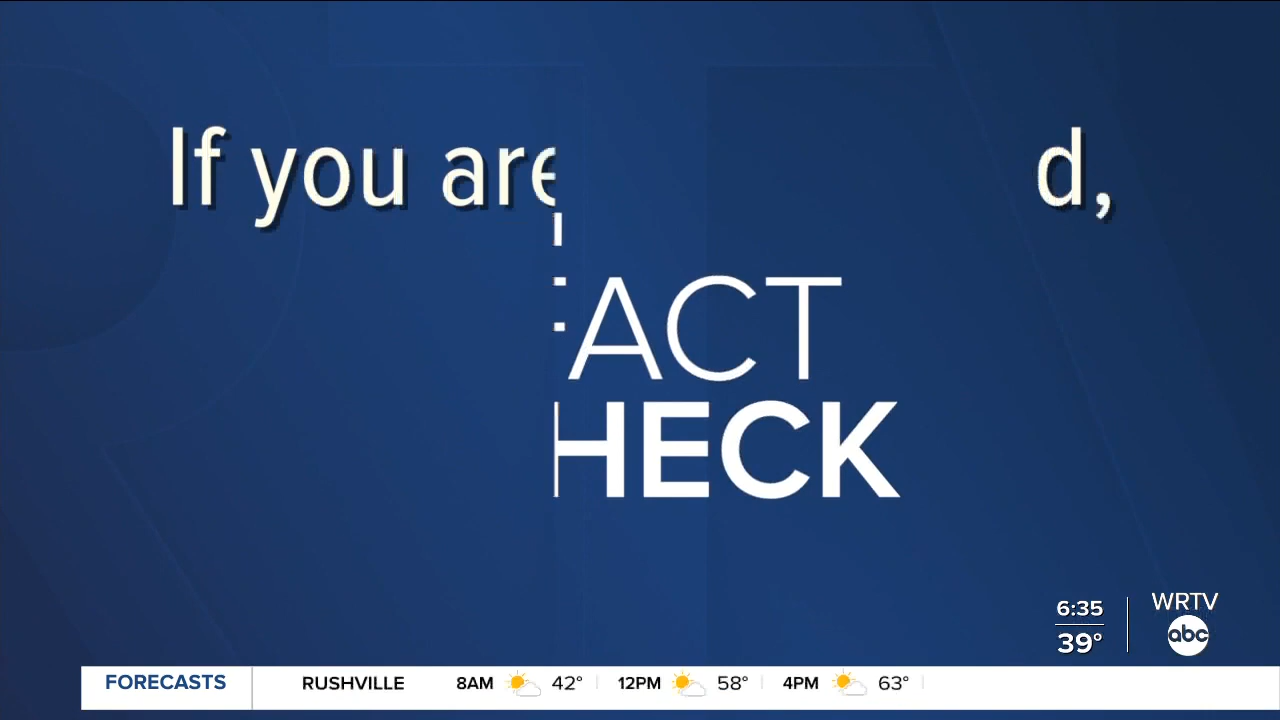 If you are d,
ACT
HECK
6:35
39°
WRTV
abc
FORECASTS RUSHVILLE 8AM 42° 12PM 58° 4PM 63°